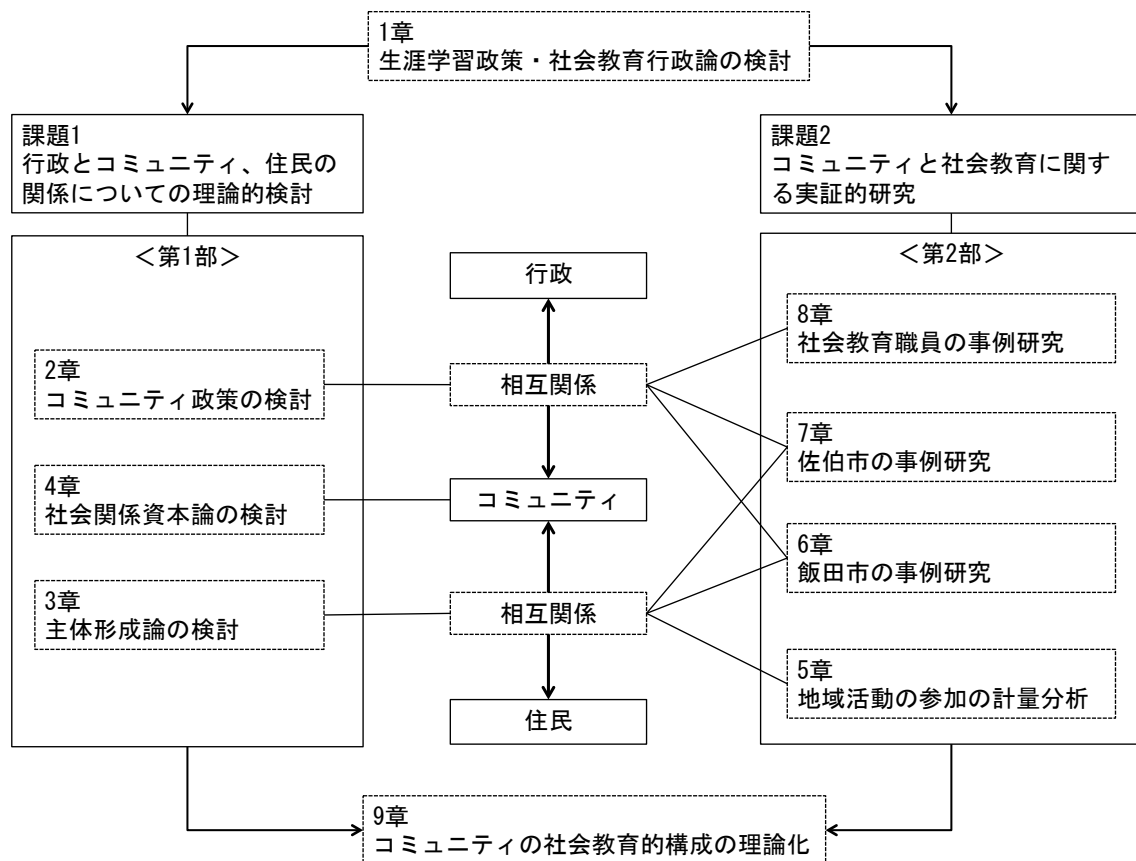 1章
生涯学習政策・社会教育行政論の検討
課題1
行政とコミュニティ、住民の
関係についての理論的検討
課題2
コミュニティと社会教育に関す
る実証的研究
＜第1部＞
2章
コミュニティ政策の検討
4章
社会関係資本論の検討
3章
主体形成論の検討
行政
相互関係
コミュニティ
相互関係
住民
＜第2部＞
8章
社会教育職員の事例研究
7章
佐伯市の事例研究
6章
飯田市の事例研究
5章
地域活動の参加の計量分析
9章
コミュニティの社会教育的構成の理論化